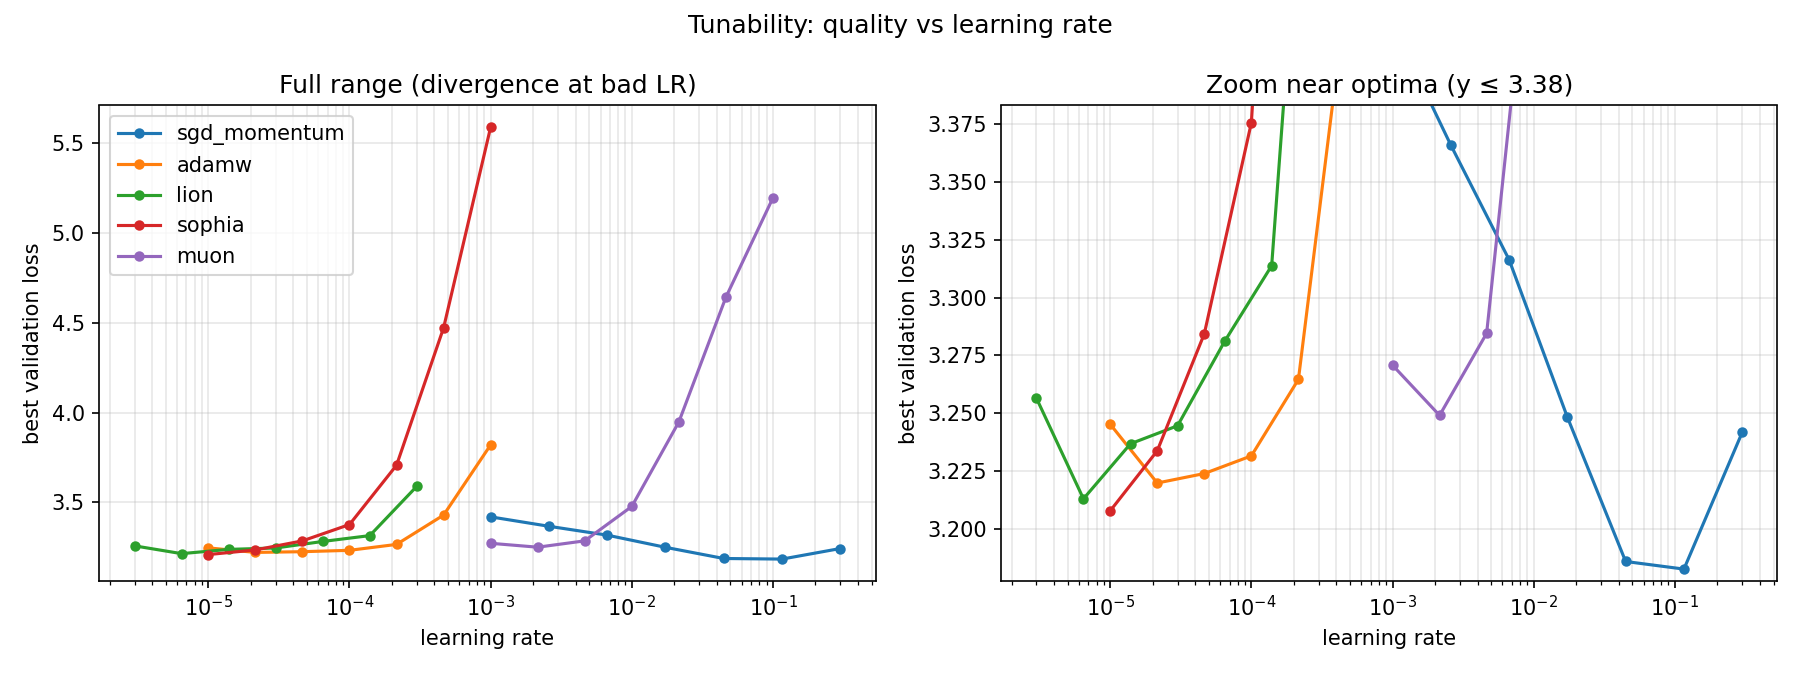 Tunability: quality vs learning rate
Full range (divergence at bad LR)
5.5
5.0
4.5
4.0
3.5
best validation loss
sgd_momentum
adamw
lion
sophia
muon
10⁻⁵
10⁻⁴
10⁻³
10⁻²
10⁻¹
learning rate
Zoom near optima (y ≤ 3.38)
3.375
3.350
3.325
3.300
3.275
3.250
3.225
3.200
best validation loss
10⁻⁵
10⁻⁴
10⁻³
10⁻²
10⁻¹
learning rate